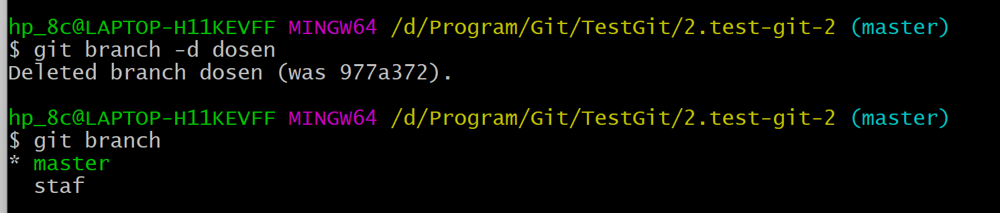 hp_8c@LAPTOP-H11KEVFF MINGW64 /d/Program/Git/TestGit/2.test-git-2 (master)
$ git branch -d dosen
Deleted branch dosen (was 977a372).
hp_8c@LAPTOP-H11KEVFF MINGW64 /d/Program/Git/TestGit/2.test-git-2 (master)
$ git branch
* master
staf